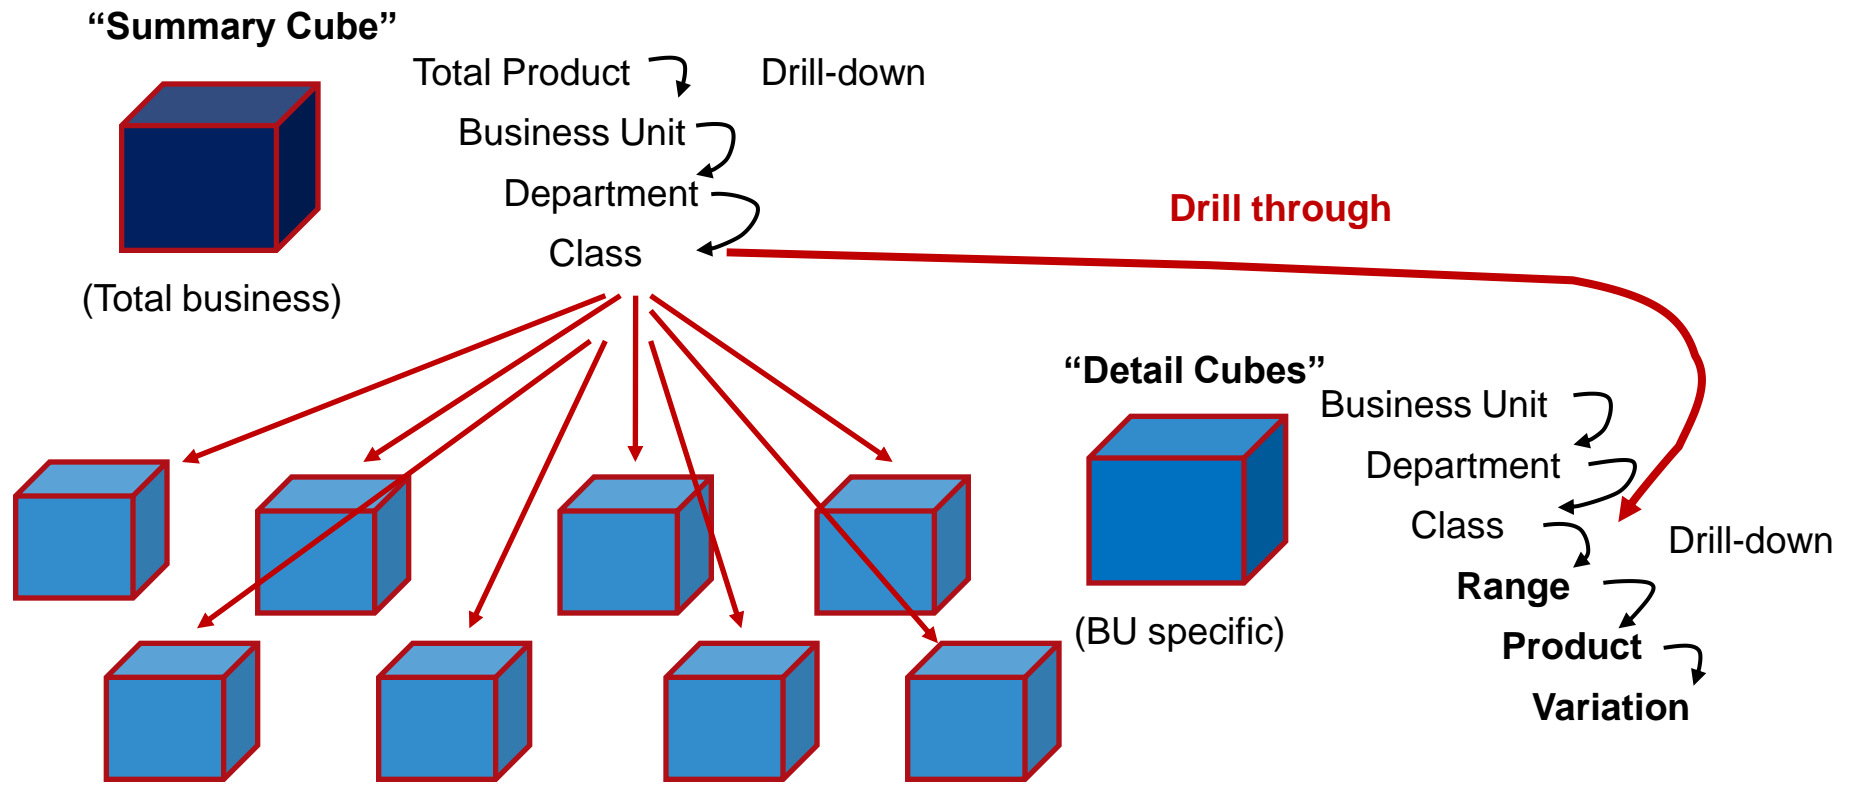 “Summary Cube”
Total Product
Drill-down
Business Unit
Department
Class
(Total business)
Drill through
“Detail Cubes”
Business Unit
Department
Class
Drill-down
Range
Product
Variation
(BU specific)